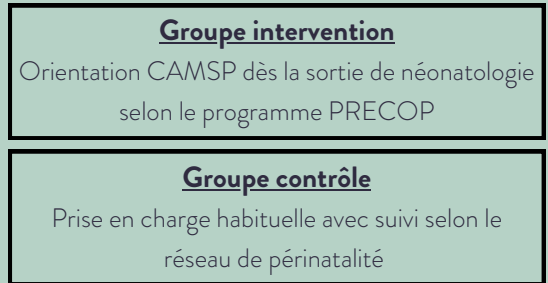 Groupe intervention
Orientation CAMSP dès la sortie de néonatologie
selon le programme PRECOP
Groupe contrôle
Prise en charge habituelle avec suivi selon le
réseau de périnatalité